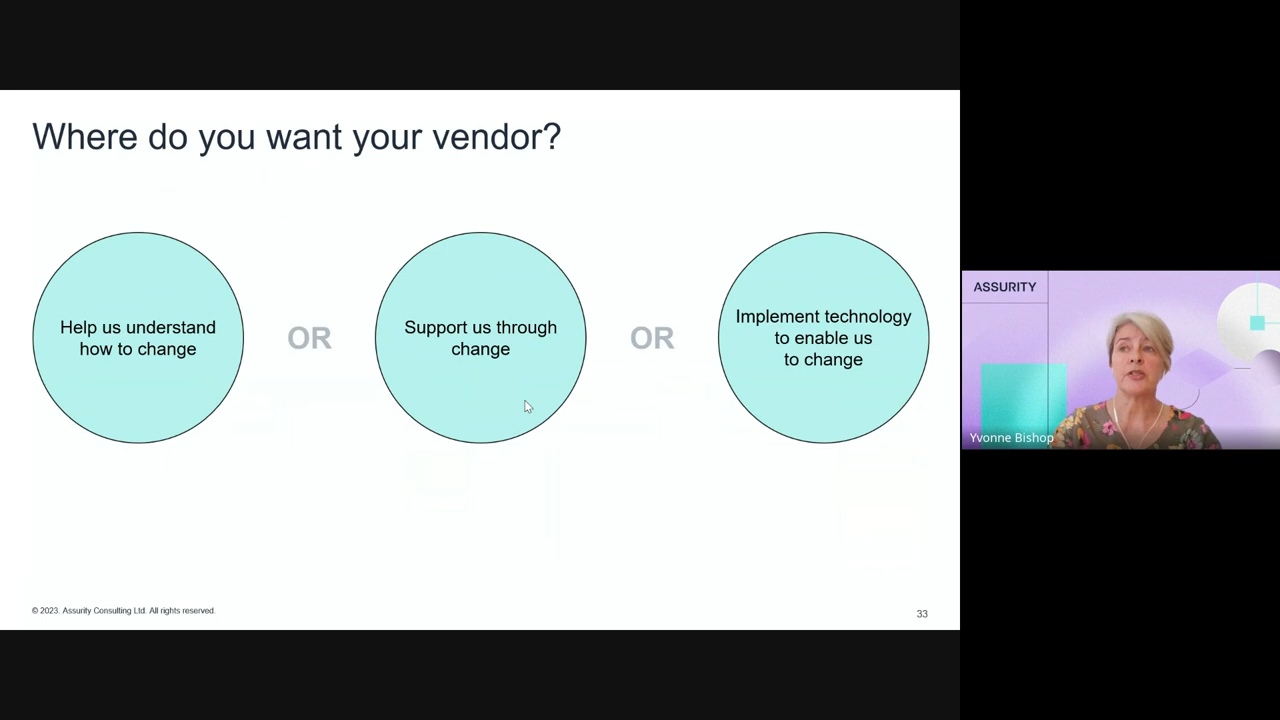 Where do you want your vendor?
Help us understand
how to change
OR
Support us through
change
OR
Implement technology
to enable us
to change
© 2023. Assurity Consulting Ltd. All rights reserved.
33
ASSURITY
Yvonne Bishop